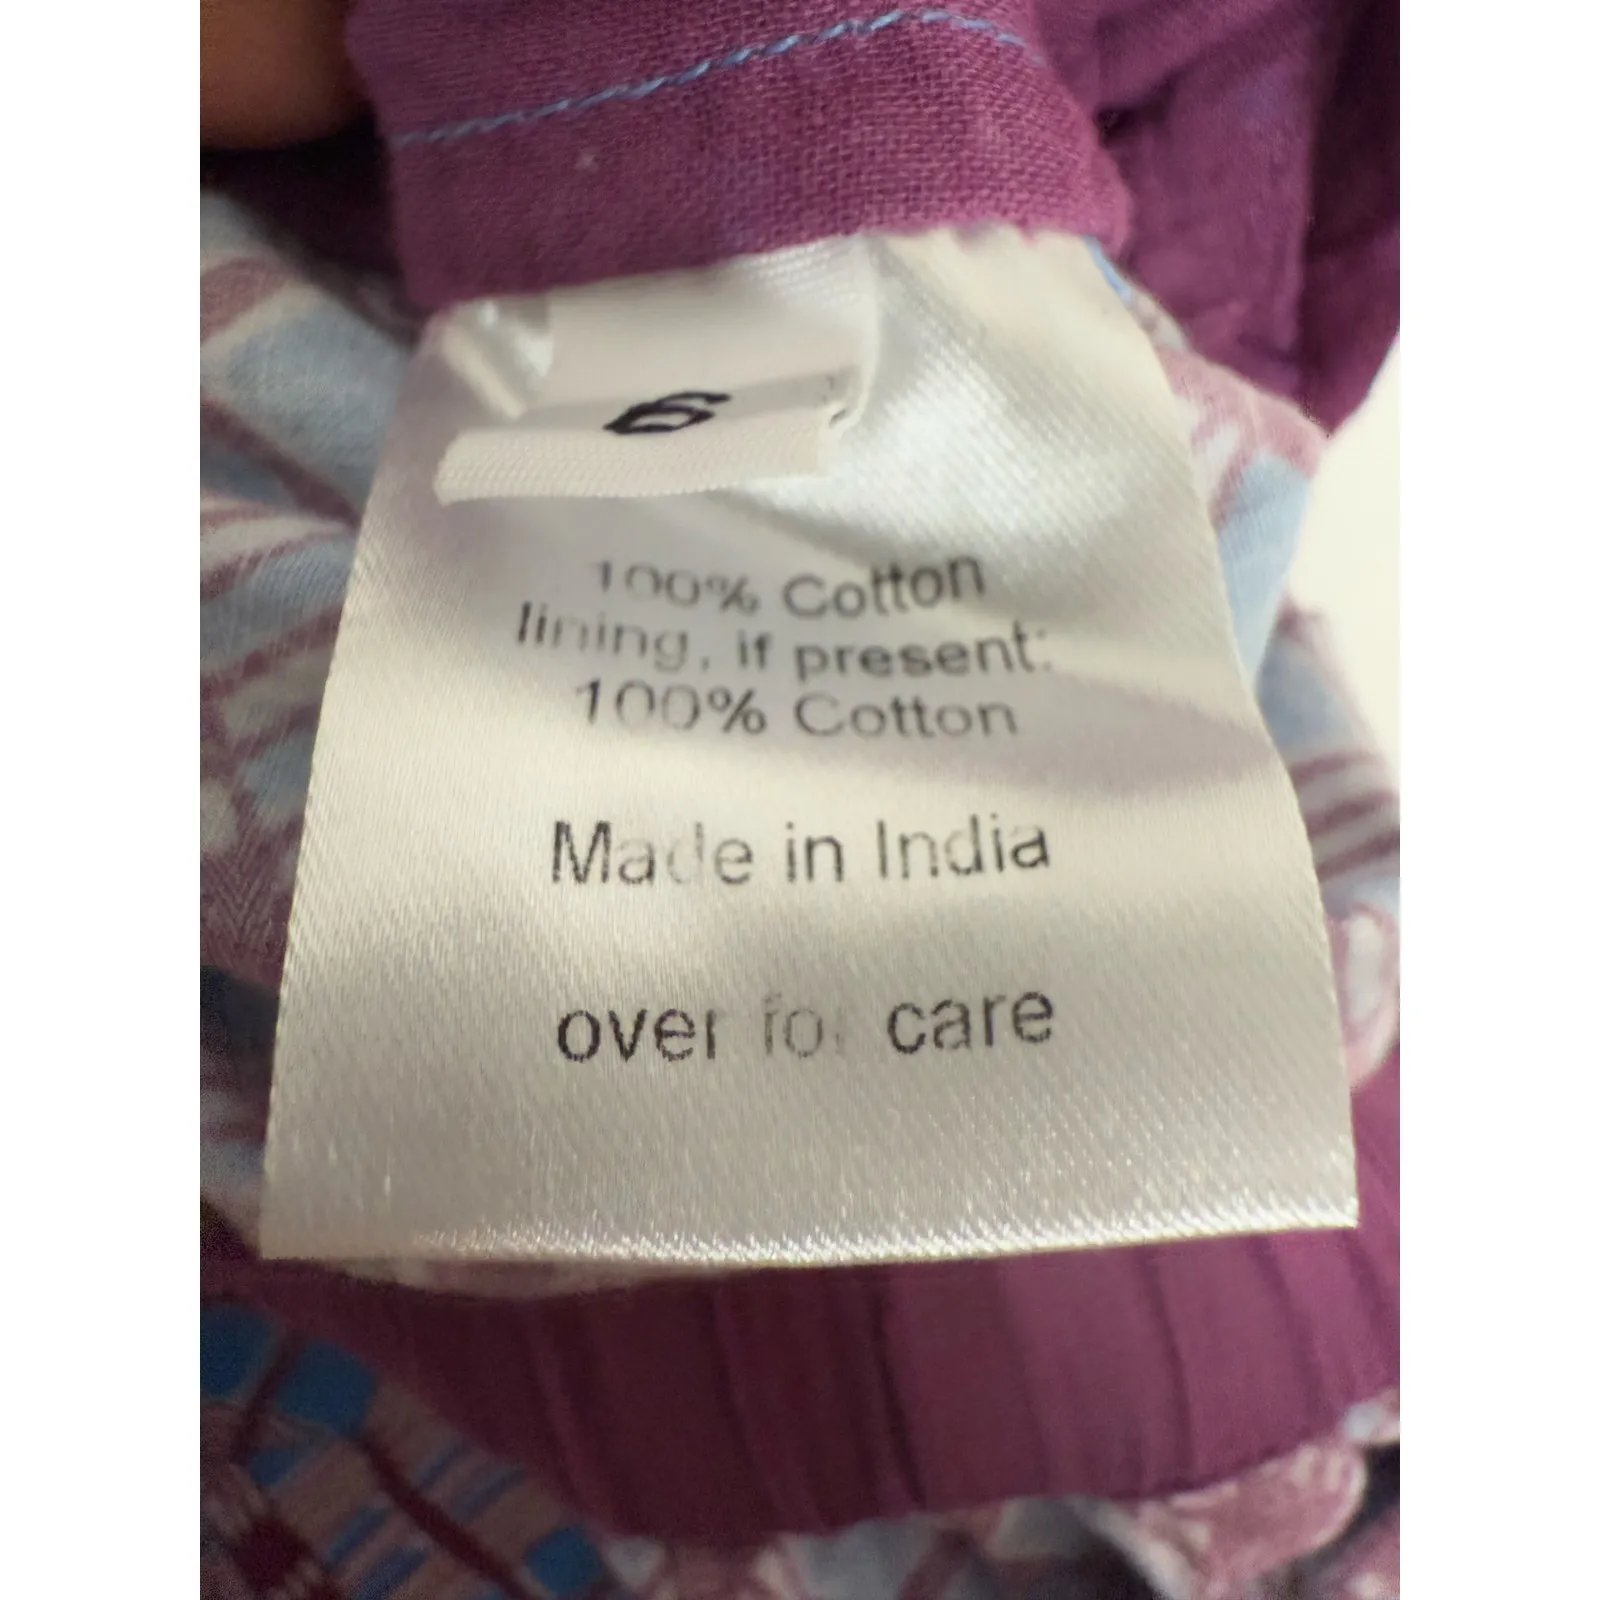 6
100% Cotton
lining, if present:
100% Cotton
Made in India
over for care